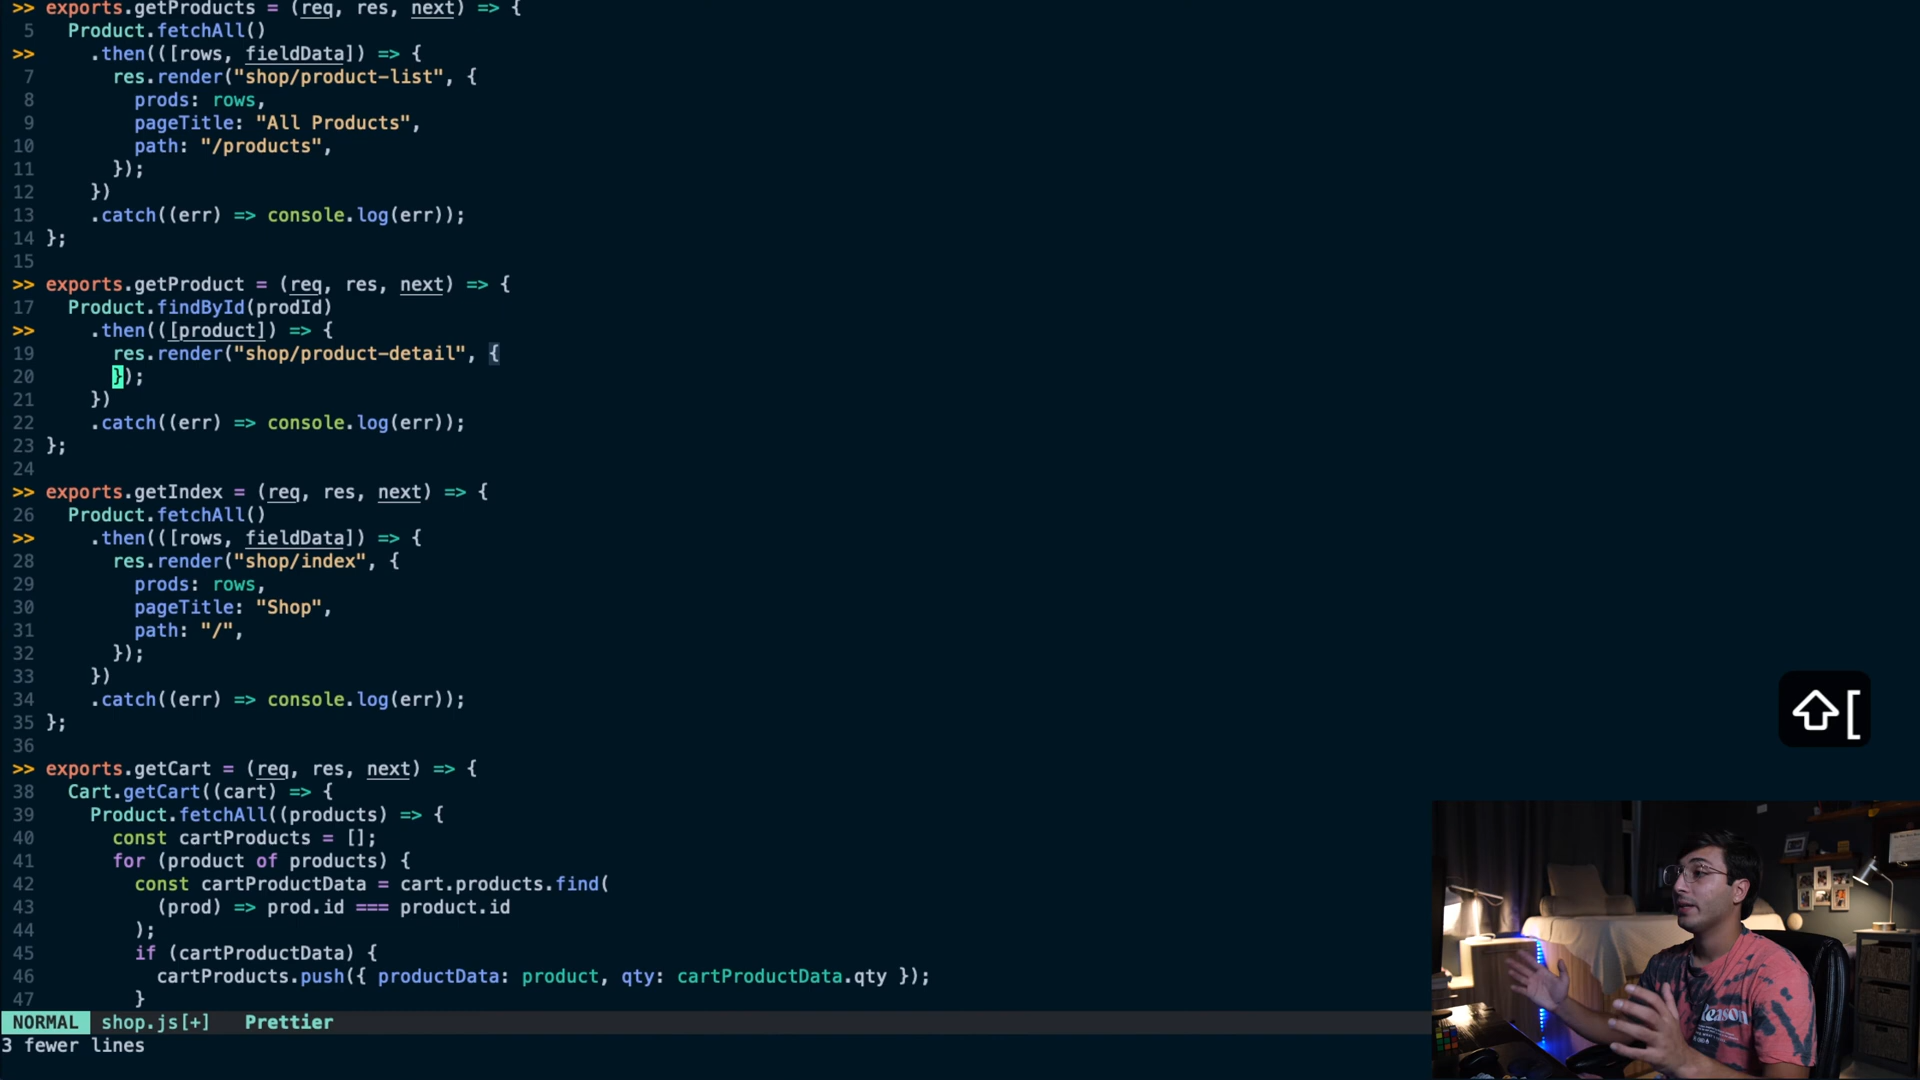 >> exports.getProducts = (req, res, next) => {
5   Product.fetchAll()
>>     .then(([rows, fieldData]) => {
7       res.render("shop/product-list", {
8         prods: rows,
9         pageTitle: "All Products",
10         path: "/products",
11       });
12     })
13     .catch((err) => console.log(err));
14 };
15
>> exports.getProduct = (req, res, next) => {
17   Product.findById(prodId)
>>     .then(([product]) => {
19       res.render("shop/product-detail", {
20       });
21     })
22     .catch((err) => console.log(err));
23 };
24
>> exports.getIndex = (req, res, next) => {
26   Product.fetchAll()
>>     .then(([rows, fieldData]) => {
28       res.render("shop/index", {
29         prods: rows,
30         pageTitle: "Shop",
31         path: "/",
32       });
33     })
34     .catch((err) => console.log(err));
35 };
36
>> exports.getCart = (req, res, next) => {
38   Cart.getCart((cart) => {
39     Product.fetchAll((products) => {
40       const cartProducts = [];
41       for (product of products) {
42         const cartProductData = cart.products.find(
43           (prod) => prod.id === product.id
44         );
45         if (cartProductData) {
46           cartProducts.push({ productData: product, qty: cartProductData.qty });
47         }
NORMAL shop.js[+] Prettier
3 fewer lines
⇧[
Reason